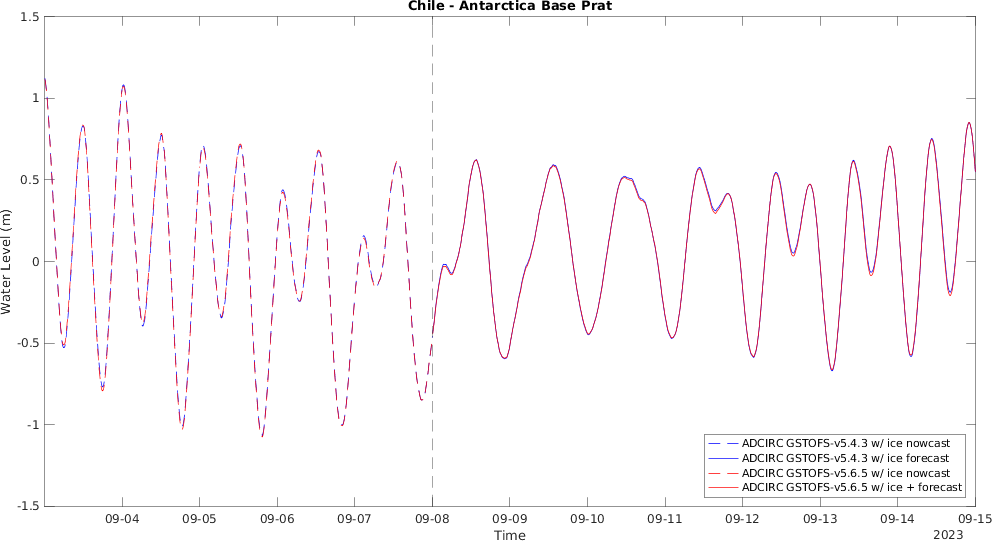 Chile - Antarctica Base Prat
1.5
1
0.5
0
-0.5
-1
-1.5
Water Level (m)
ADCIRC GSTOFS-v5.4.3 w/ ice nowcast
ADCIRC GSTOFS-v5.4.3 w/ ice forecast
ADCIRC GSTOFS-v5.6.5 w/ ice nowcast
ADCIRC GSTOFS-v5.6.5 w/ ice + forecast
09-04 09-05 09-06 09-07 09-08 09-09 09-10 09-11 09-12 09-13 09-14 09-15
Time
2023